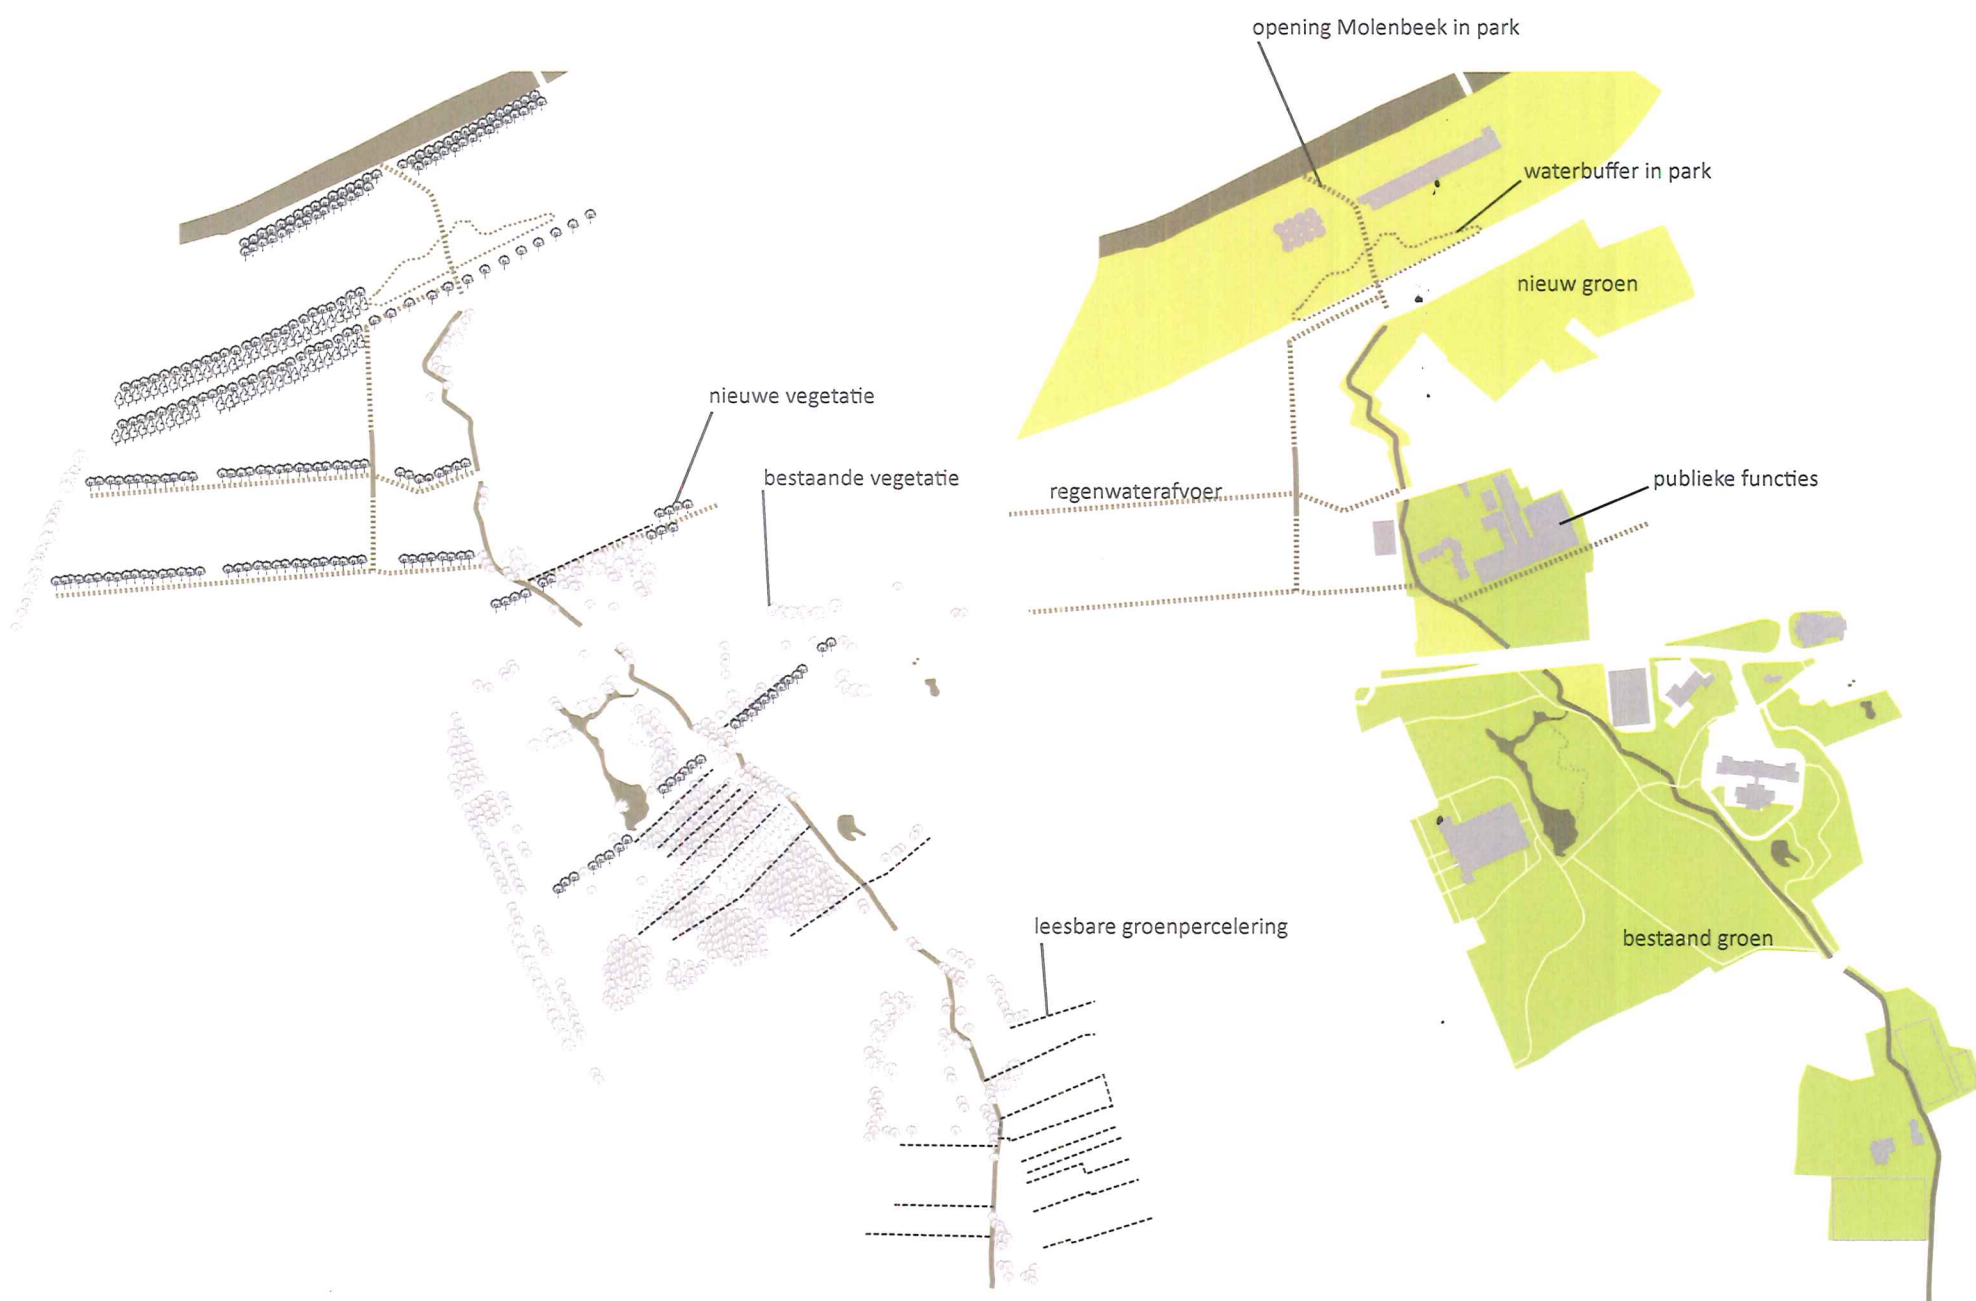 opening Molenbeek in park
waterbuffer in park
nieuw groen
nieuwe vegetatie
bestaande vegetatie
regenwaterafvoer
publieke functies
leesbare groenpercelering
bestaand groen